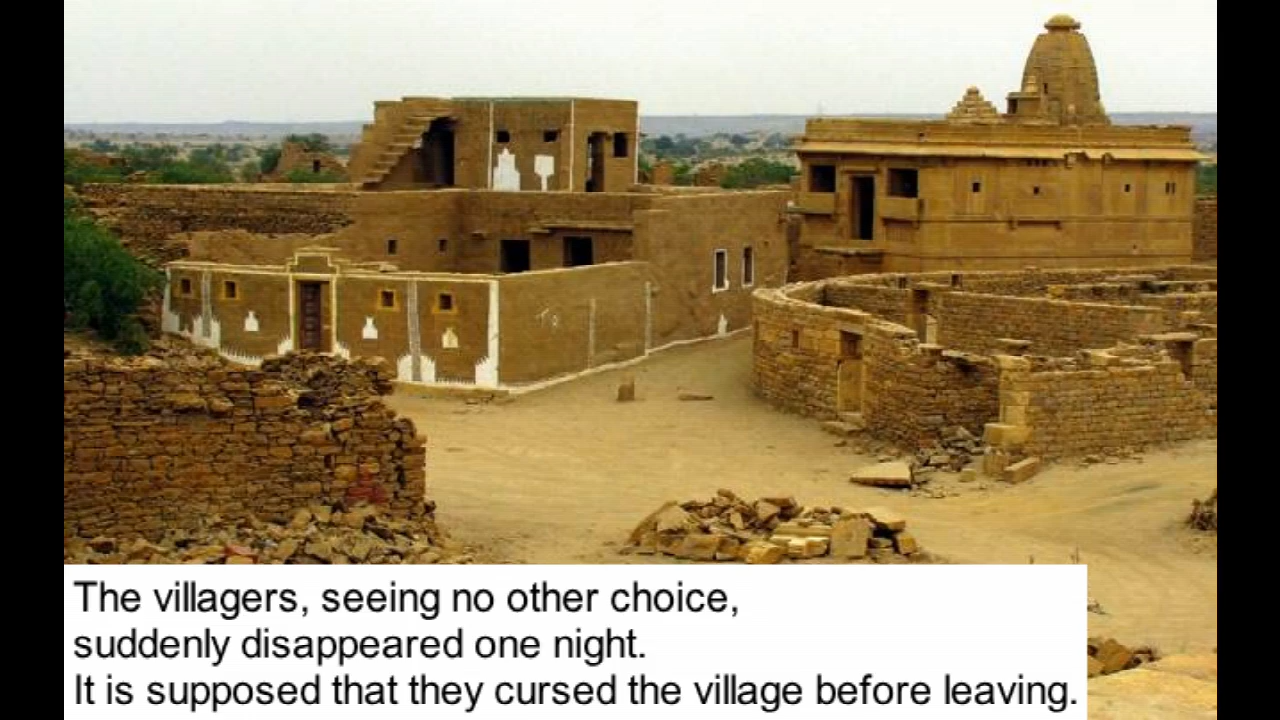 The villagers, seeing no other choice,
suddenly disappeared one night.
It is supposed that they cursed the village before leaving.